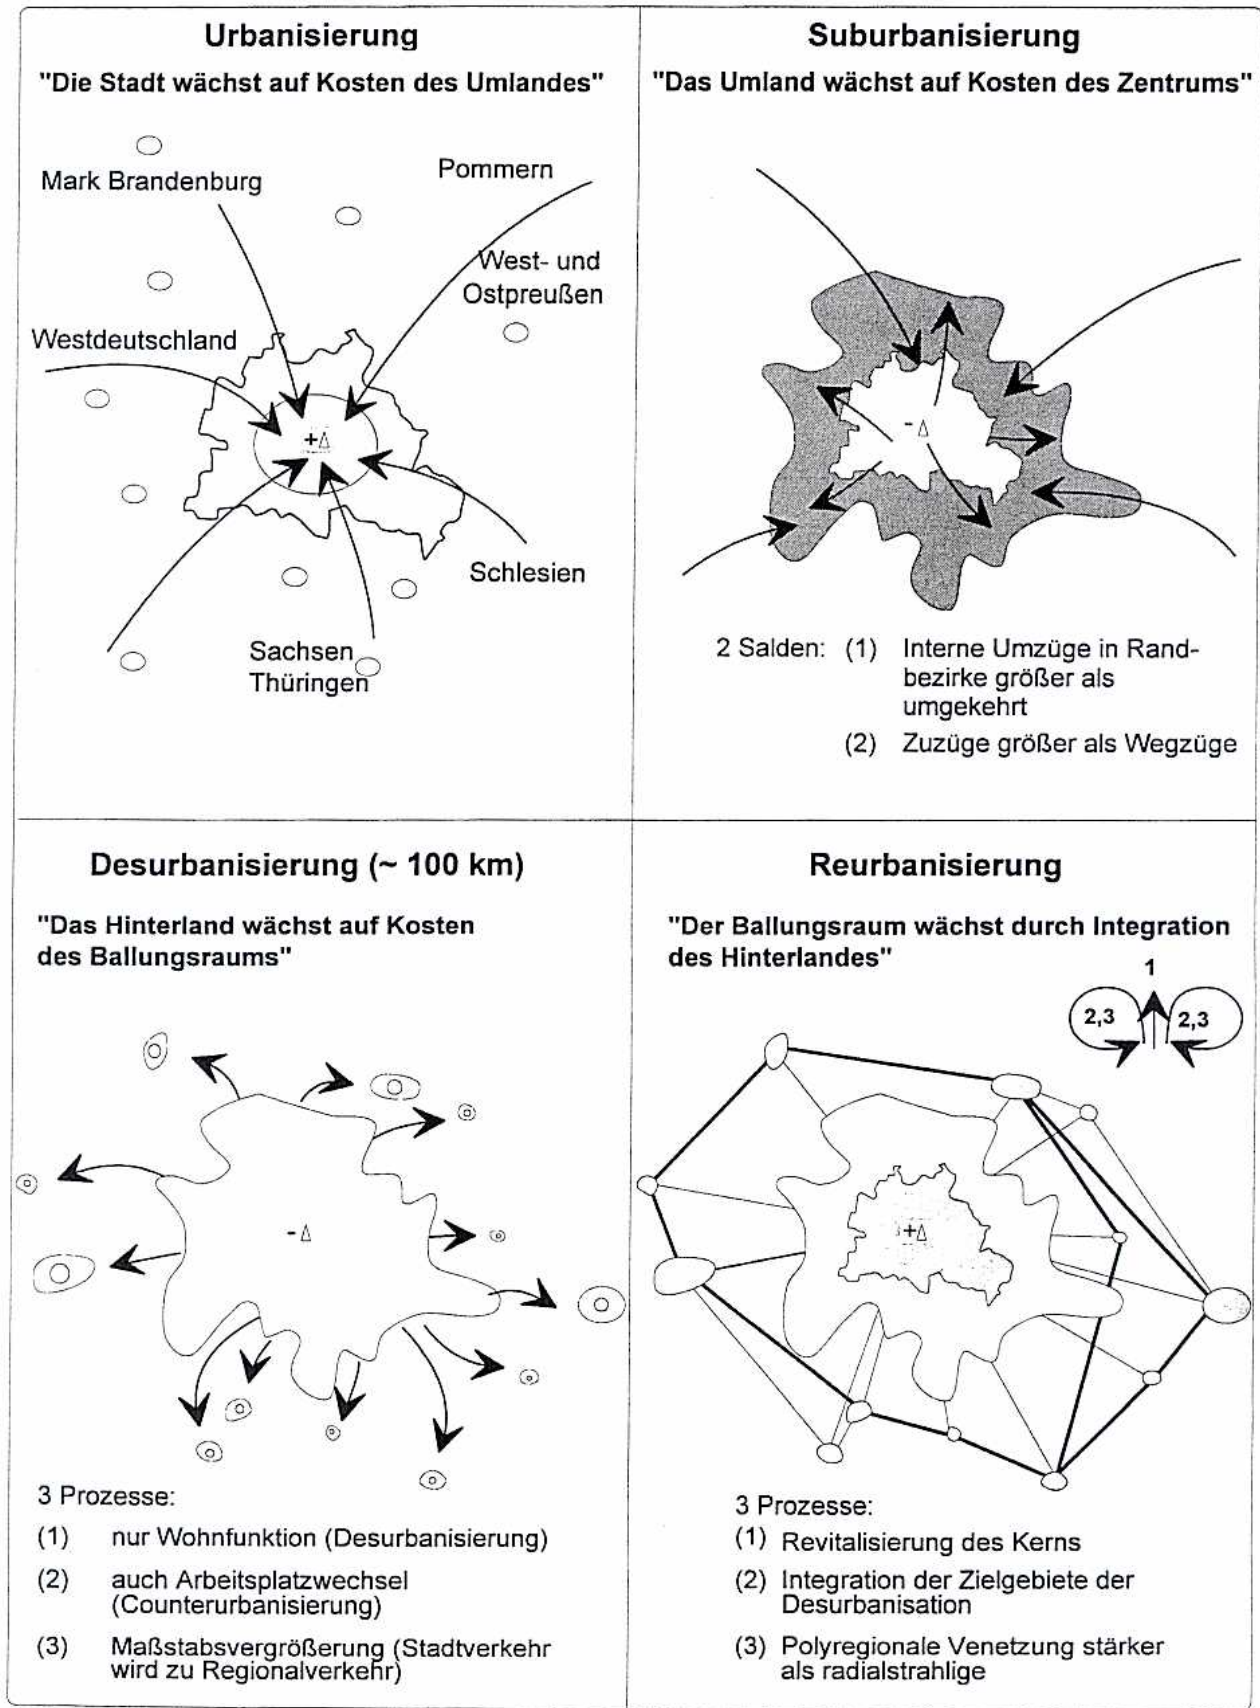 Urbanisierung
"Die Stadt wächst auf Kosten des Umlandes"
Mark Brandenburg
Pommern
West- und
Ostpreußen
Westdeutschland
+Δ
Schlesien
Sachsen
Thüringen
Suburbanisierung
"Das Umland wächst auf Kosten des Zentrums"
- Δ
2 Salden: (1) Interne Umzüge in Rand-
bezirke größer als
umgekehrt
(2) Zuzüge größer als Wegzüge
Desurbanisierung (~ 100 km)
"Das Hinterland wächst auf Kosten
des Ballungsraums"
- Δ
3 Prozesse:
(1) nur Wohnfunktion (Desurbanisierung)
(2) auch Arbeitsplatzwechsel
(Counterurbanisierung)
(3) Maßstabsvergrößerung (Stadtverkehr
wird zu Regionalverkehr)
Reurbanisierung
"Der Ballungsraum wächst durch Integration
des Hinterlandes"
1
2,3 2,3
+Δ
3 Prozesse:
(1) Revitalisierung des Kerns
(2) Integration der Zielgebiete der
Desurbanisation
(3) Polyregionale Venetzung stärker
als radialstrahlige